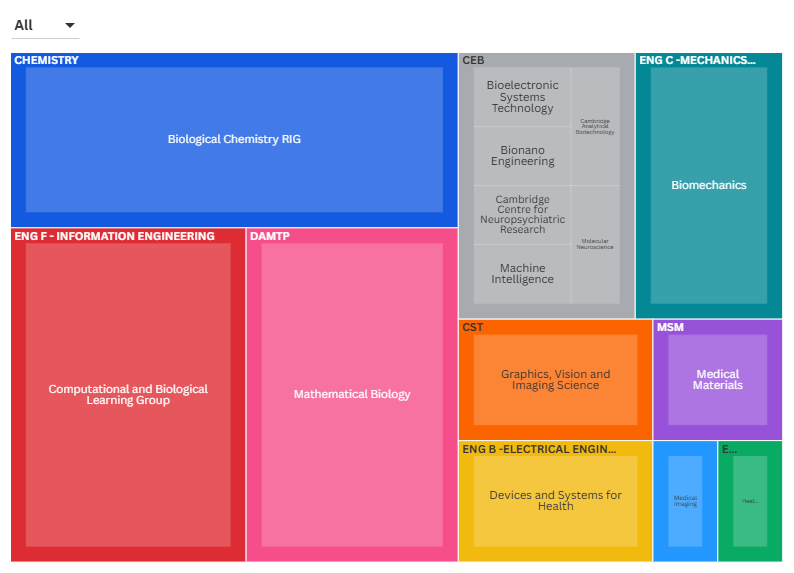 All
CHEMISTRY
Biological Chemistry RIG
CEB
Bioelectronic
Systems
Technology
Cambridge
Analytical
Biotechnology
Bionano
Engineering
Cambridge
Centre for
Neuropsychiatric
Research
Molecular
Neuroscience
Machine
Intelligence
ENG C -MECHANICS...
Biomechanics
ENG F - INFORMATION ENGINEERING
Computational and Biological
Learning Group
DAMTP
Mathematical Biology
CST
Graphics, Vision and
Imaging Science
MSM
Medical
Materials
ENG B -ELECTRICAL ENGIN...
Devices and Systems for
Health
Medical
Imaging
E...
Heal...